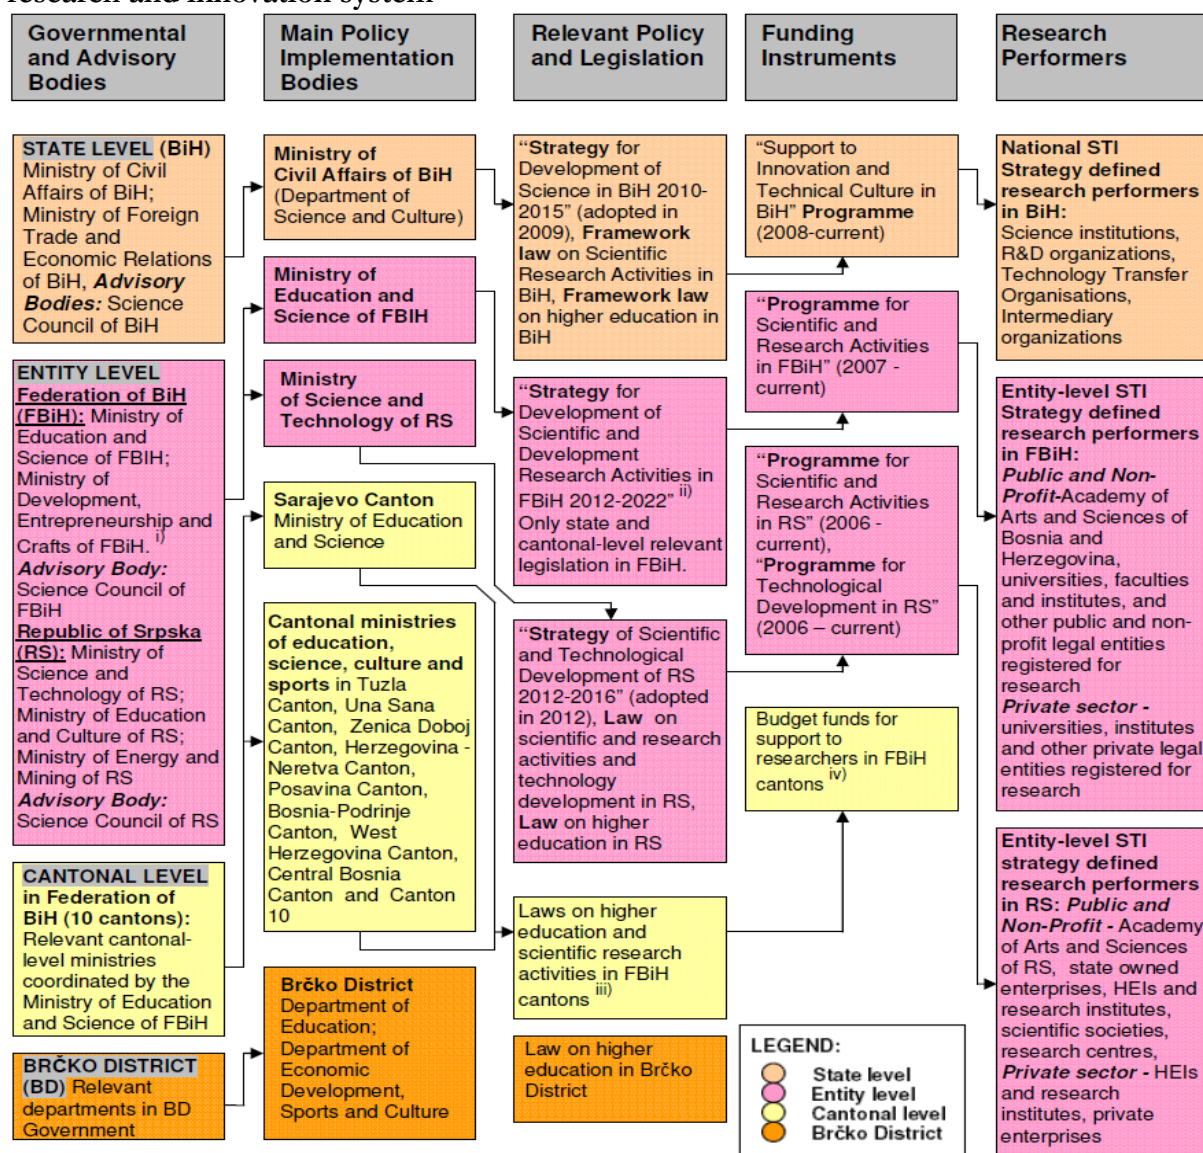 research and innovation system
Governmental
and Advisory
Bodies
Main Policy
Implementation
Bodies
Relevant Policy
and Legislation
Funding
Instruments
Research
Performers
STATE LEVEL (BiH)
Ministry of Civil
Affairs of BiH;
Ministry of Foreign
Trade and
Economic Relations
of BiH, Advisory
Bodies: Science
Council of BiH
ENTITY LEVEL
Federation of BiH
(FBiH): Ministry of
Education and
Science of FBIH;
Ministry of
Development,
Entrepreneurship and
Crafts of FBiH. i)
Advisory Body:
Science Council of
FBiH
Republic of Srpska
(RS): Ministry of
Science and
Technology of RS;
Ministry of Education
and Culture of RS;
Ministry of Energy and
Mining of RS
Advisory Body:
Science Council of RS
CANTONAL LEVEL
in Federation of
BiH (10 cantons):
Relevant cantonal-
level ministries
coordinated by the
Ministry of Education
and Science of FBiH
BRČKO DISTRICT
(BD) Relevant
departments in BD
Government
Ministry of
Civil Affairs of BiH
(Department of
Science and Culture)
Ministry of
Education and
Science of FBIH
Ministry
of Science and
Technology of RS
Sarajevo Canton
Ministry of Education
and Science
Cantonal ministries
of education,
science, culture and
sports in Tuzla
Canton, Una Sana
Canton, Zenica Doboj
Canton, Herzegovina -
Neretva Canton,
Posavina Canton,
Bosnia-Podrinje
Canton, West
Herzegovina Canton,
Central Bosnia
Canton and Canton
10
Brčko District
Department of
Education;
Department of
Economic
Development,
Sports and Culture
“Strategy for
Development of
Science in BiH 2010-
2015” (adopted in
2009), Framework
law on Scientific
Research Activities in
BiH, Framework law
on higher education in
BiH
“Strategy for
Development of
Scientific and
Development
Research Activities in
FBiH 2012-2022” ii)
Only state and
cantonal-level relevant
legislation in FBiH.
“Strategy of Scientific
and Technological
Development of RS
2012-2016” (adopted
in 2012), Law on
scientific and research
activities and
technology
development in RS,
Law on higher
education in RS
Laws on higher
education and
scientific research
activities in FBiH
cantons iii)
Law on higher
education in Brčko
District
“Support to
Innovation and
Technical Culture in
BiH” Programme
(2008-current)
“Programme for
Scientific and
Research Activities
in FBiH” (2007 -
current)
“Programme for
Scientific and
Research Activities
in RS” (2006 -
current),
“Programme for
Technological
Development in RS”
(2006 – current)
Budget funds for
support to
researchers in FBiH
cantons iv)
LEGEND:
State level
Entity level
Cantonal level
Brčko District
National STI
Strategy defined
research performers
in BiH:
Science institutions,
R&D organizations,
Technology Transfer
Organisations,
Intermediary
organizations
Entity-level STI
Strategy defined
research performers
in FBiH:
Public and Non-
Profit-Academy of
Arts and Sciences of
Bosnia and
Herzegovina,
universities, faculties
and institutes, and
other public and non-
profit legal entities
registered for
research
Private sector -
universities, institutes
and other private legal
entities registered for
research
Entity-level STI
strategy defined
research performers
in RS: Public and
Non-Profit - Academy
of Arts and Sciences
of RS, state owned
enterprises, HEIs and
research institutes,
scientific societies,
research centres,
Private sector - HEIs
and research
institutes, private
enterprises